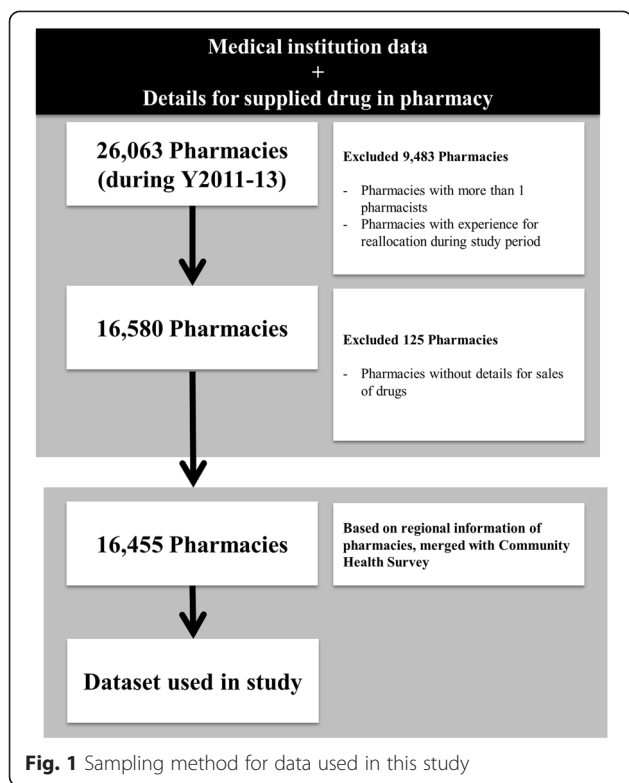 Medical institution data
+
Details for supplied drug in pharmacy
26,063 Pharmacies
(during Y2011-13)
Excluded 9,483 Pharmacies
- Pharmacies with more than 1
pharmacists
- Pharmacies with experience for
reallocation during study period
16,580 Pharmacies
Excluded 125 Pharmacies
- Pharmacies without details for sales
of drugs
16,455 Pharmacies
Based on regional information of
pharmacies, merged with Community
Health Survey
Dataset used in study
Fig. 1 Sampling method for data used in this study